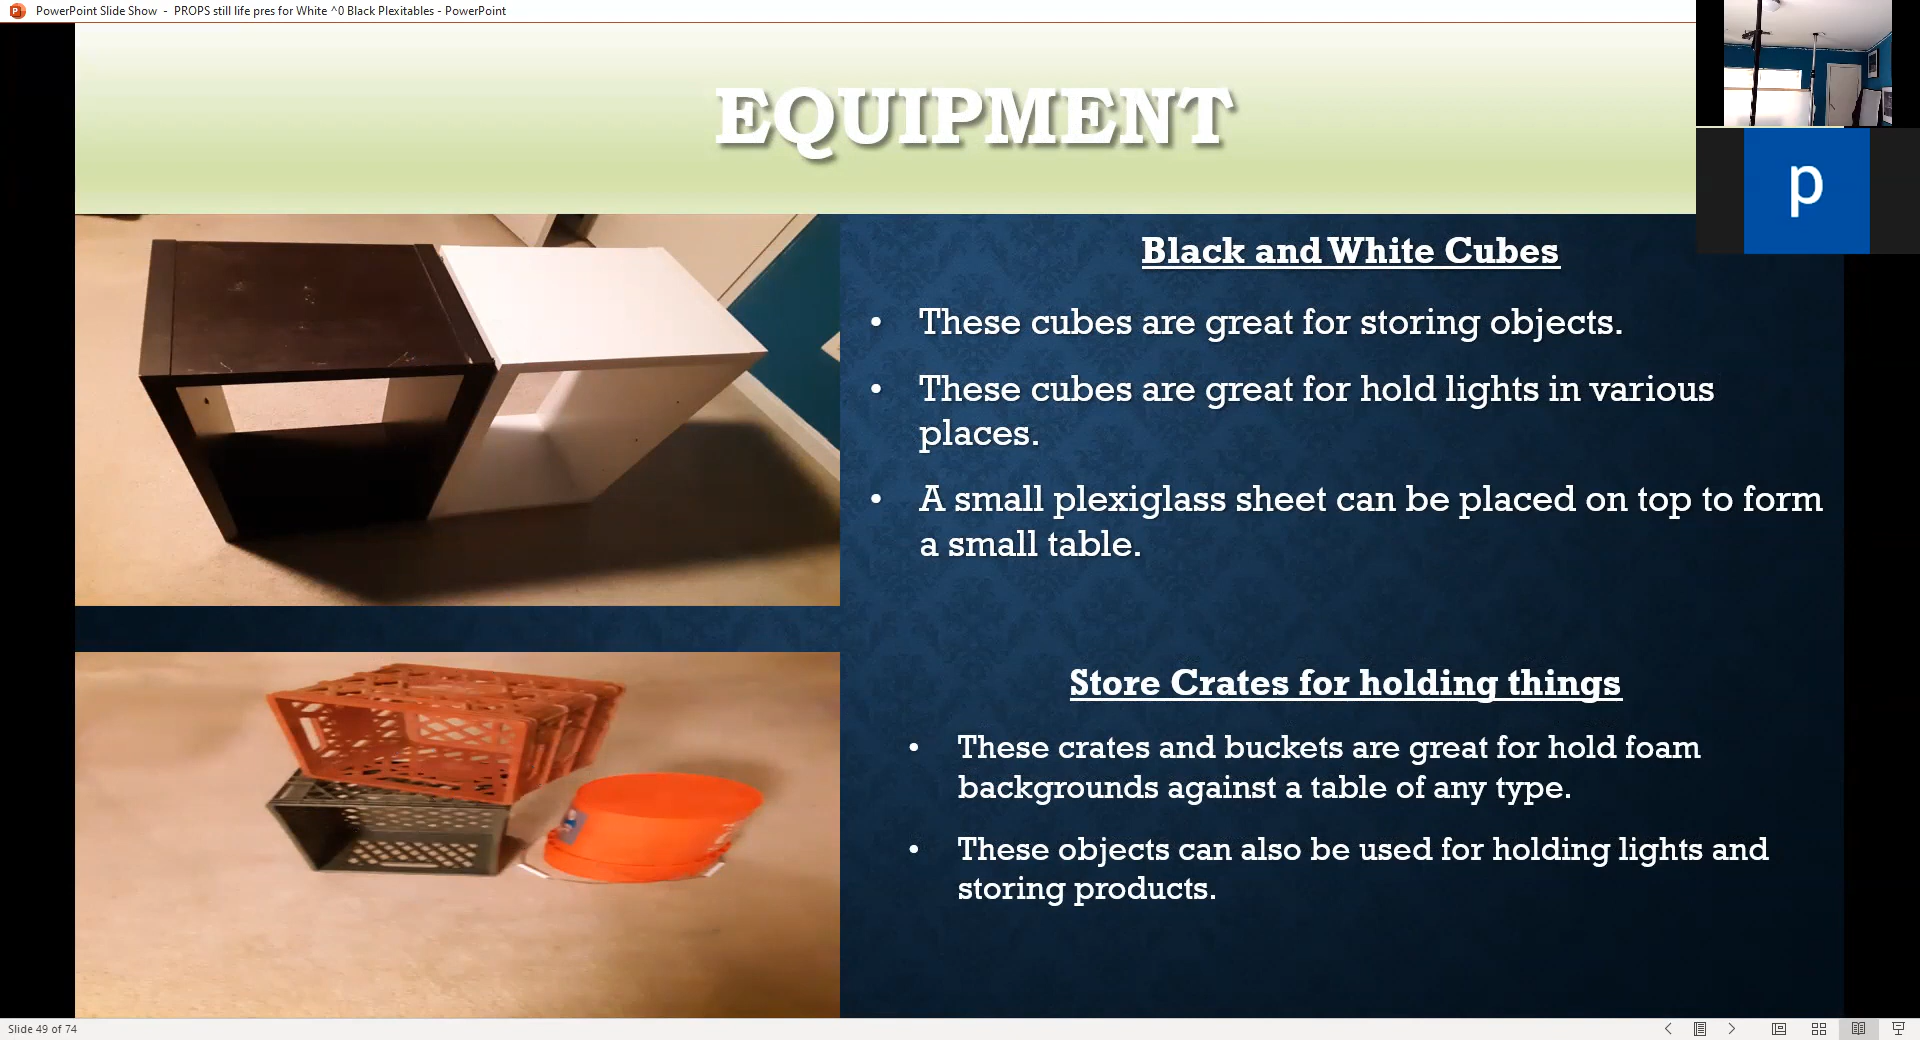 PowerPoint Slide Show - PROPS still life pres for White ^0 Black Plexitables - PowerPoint
EQUIPMENT
p
Black and White Cubes
• These cubes are great for storing objects.
• These cubes are great for hold lights in various
places.
• A small plexiglass sheet can be placed on top to form
a small table.
Store Crates for holding things
• These crates and buckets are great for hold foam
backgrounds against a table of any type.
• These objects can also be used for holding lights and
storing products.
Slide 49 of 74